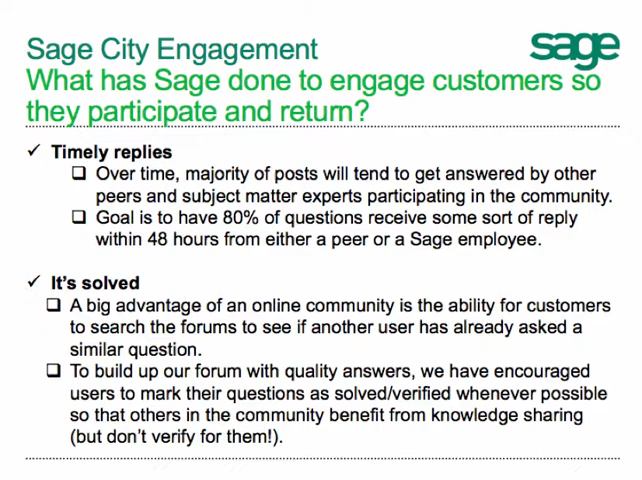 Sage City Engagement
sage
What has Sage done to engage customers so
they participate and return?
✓ Timely replies
❑ Over time, majority of posts will tend to get answered by other
peers and subject matter experts participating in the community.
❑ Goal is to have 80% of questions receive some sort of reply
within 48 hours from either a peer or a Sage employee.
✓ It's solved
❑ A big advantage of an online community is the ability for customers
to search the forums to see if another user has already asked a
similar question.
❑ To build up our forum with quality answers, we have encouraged
users to mark their questions as solved/verified whenever possible
so that others in the community benefit from knowledge sharing
(but don't verify for them!).